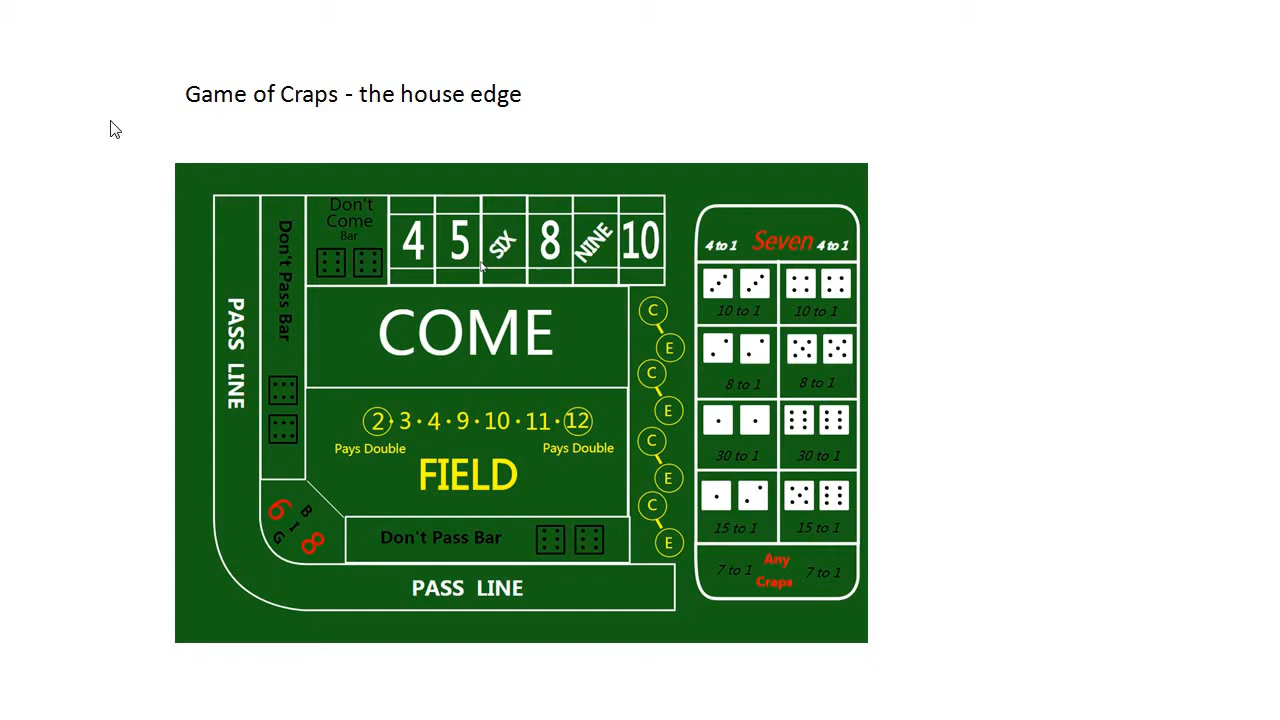 Game of Craps - the house edge
Don't Come Bar
4 5 SIX 8 NINE 10
4 to 1 Seven 4 to 1
Don't Pass Bar
PASS LINE
COME
C
E
C
E
C
E
C
E
10 to 1 10 to 1
8 to 1 8 to 1
30 to 1 30 to 1
15 to 1 15 to 1
7 to 1 Any Craps 7 to 1
2 · 3 · 4 · 9 · 10 · 11 · 12
Pays Double Pays Double
FIELD
6 BIG 8
Don't Pass Bar
PASS LINE